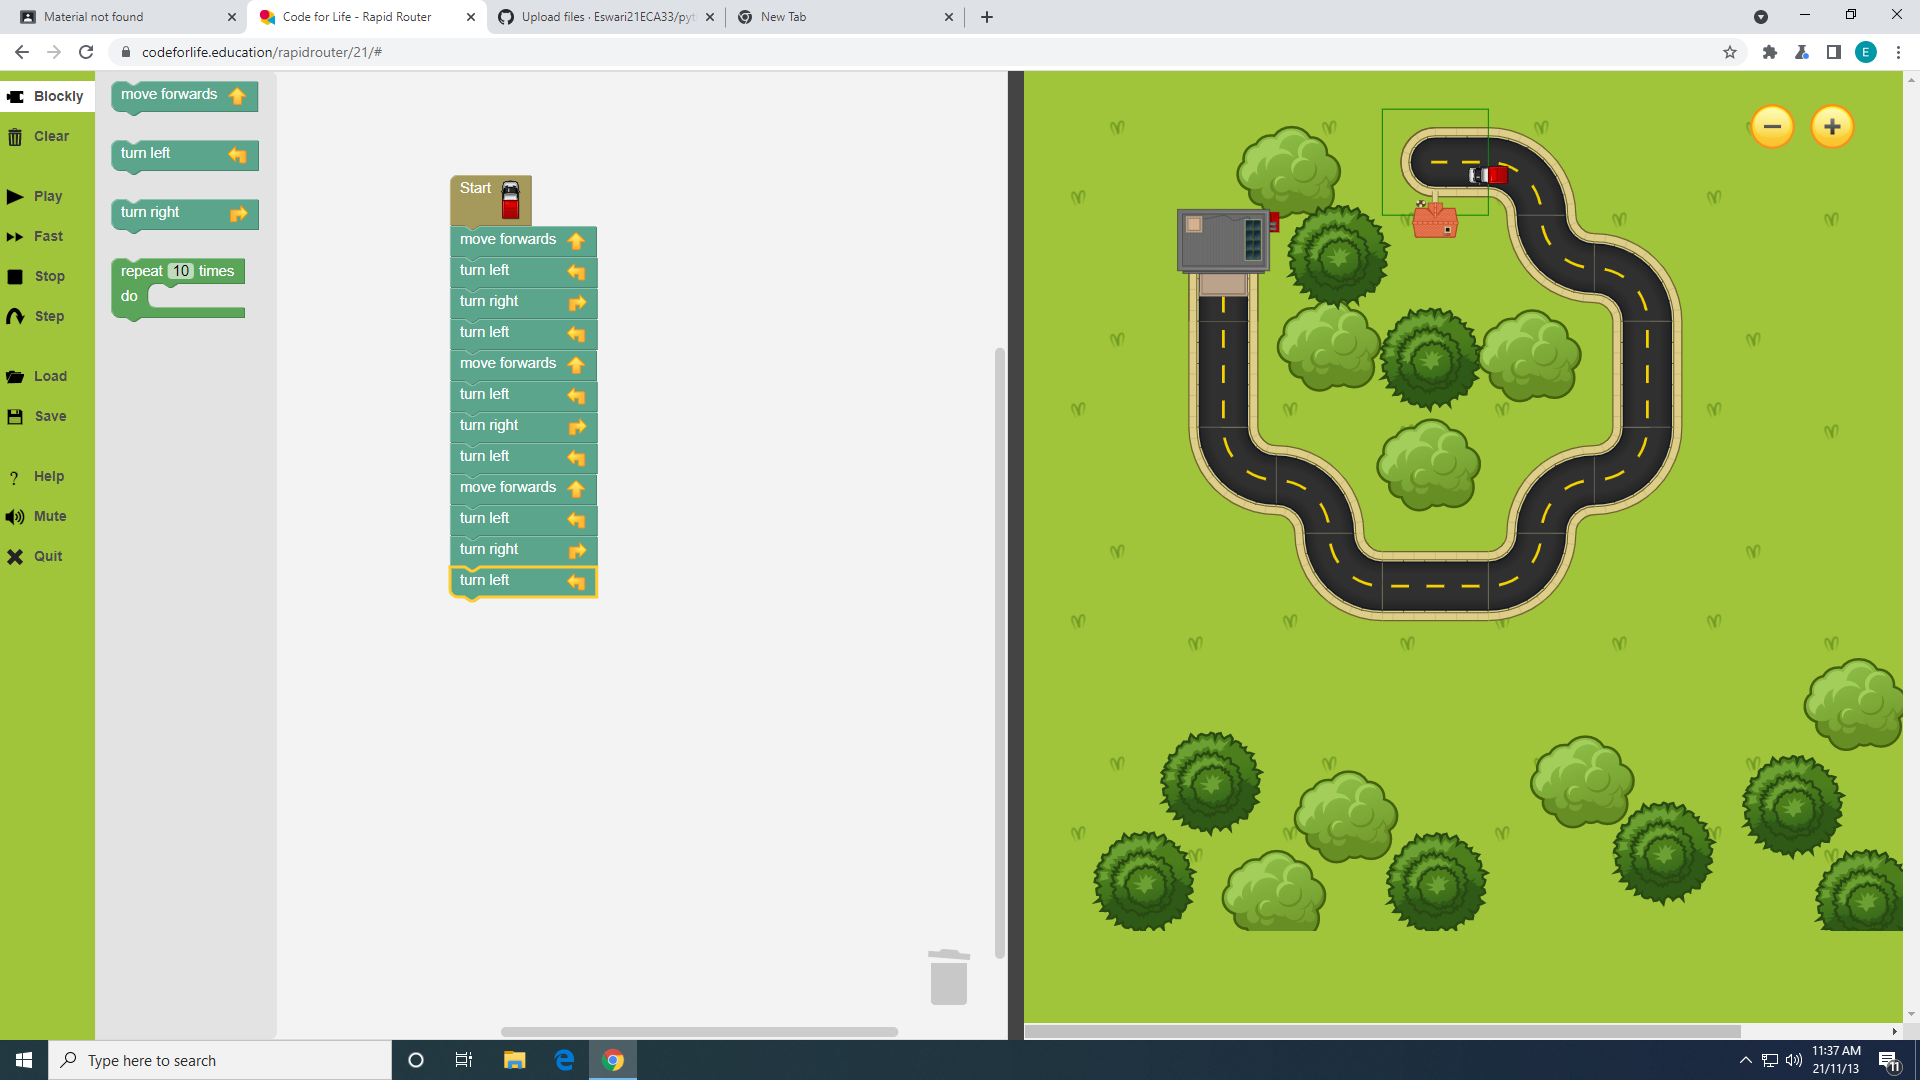 Material not found
Code for Life - Rapid Router
Upload files · Eswari21ECA33/pyt
New Tab
codeforlife.education/rapidrouter/21/#
E
Blockly
Clear
Play
Fast
Stop
Step
Load
Save
Help
Mute
Quit
move forwards
turn left
turn right
repeat 10 times
do
Start
move forwards
turn left
turn right
turn left
move forwards
turn left
turn right
turn left
move forwards
turn left
turn right
turn left
Type here to search
11:37 AM
21/11/13
11